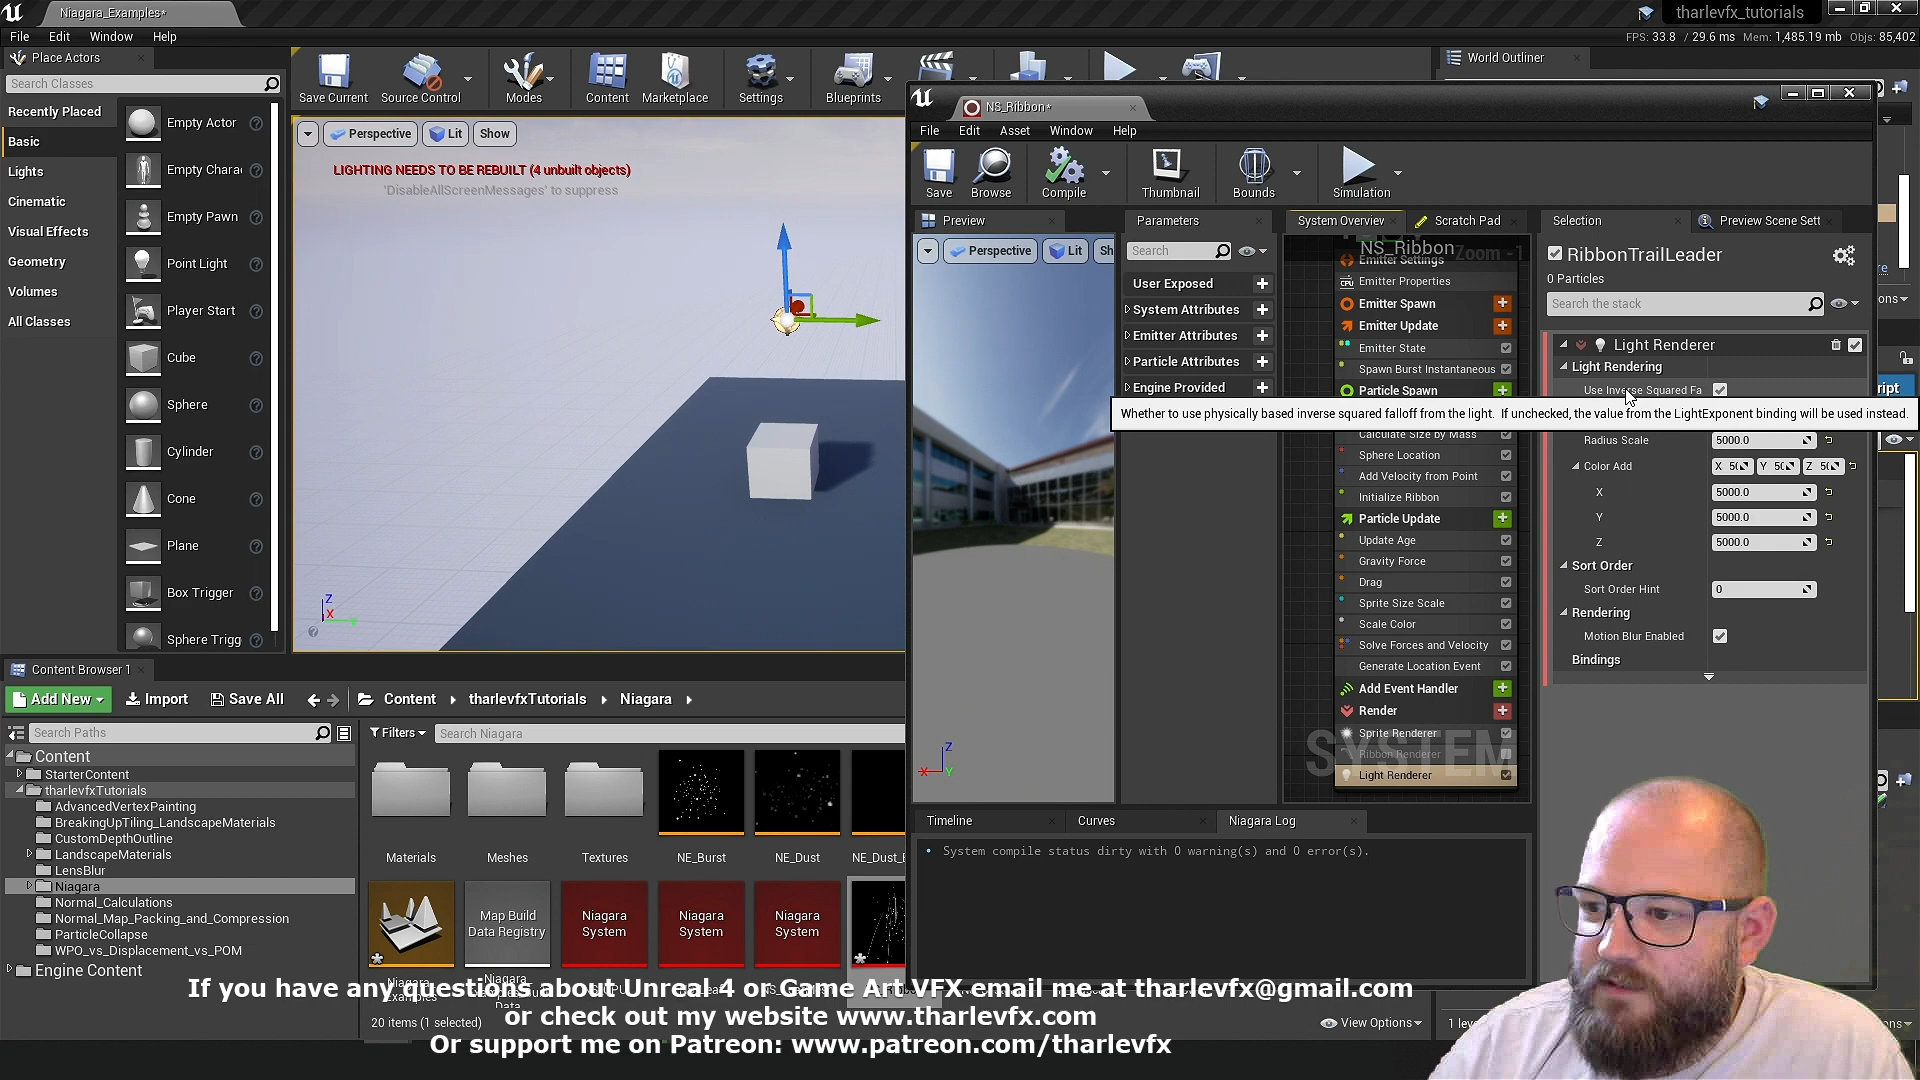 Niagara_Examples*
tharlevfx_tutorials
File Edit Window Help
FPS: 33.8 / 29.6 ms Mem: 1,485.19 mb Objs: 85,402
Place Actors
Search Classes
Recently Placed
Basic
Lights
Cinematic
Visual Effects
Geometry
Volumes
All Classes
Empty Actor
Empty Chara
Empty Pawn
Point Light
Player Start
Cube
Sphere
Cylinder
Cone
Plane
Box Trigger
Sphere Trigg
Save Current
Source Control
Modes
Content
Marketplace
Settings
Blueprints
World Outliner
Perspective Lit Show
LIGHTING NEEDS TO BE REBUILT (4 unbuilt objects)
'DisableAllScreenMessages' to suppress
Z
X
NS_Ribbon*
File Edit Asset Window Help
Save
Browse
Compile
Thumbnail
Bounds
Simulation
Preview
Perspective Lit Sh
Z
X Y
Parameters
Search
User Exposed
System Attributes
Emitter Attributes
Particle Attributes
Engine Provided
System Overview
Scratch Pad
NS_Ribbon
Zoom -1
Emitter Settings
Emitter Properties
Emitter Spawn
Emitter Update
Emitter State
Spawn Burst Instantaneous
Particle Spawn
Calculate Size by Mass
Sphere Location
Add Velocity from Point
Initialize Ribbon
Particle Update
Update Age
Gravity Force
Drag
Sprite Size Scale
Scale Color
Solve Forces and Velocity
Generate Location Event
Add Event Handler
Render
Sprite Renderer
Ribbon Renderer
Light Renderer
SYSTEM
Selection
Preview Scene Sett
RibbonTrailLeader
0 Particles
Search the stack
Light Renderer
Light Rendering
Use Inverse Squared Fa
Whether to use physically based inverse squared falloff from the light. If unchecked, the value from the LightExponent binding will be used instead.
Radius Scale 5000.0
Color Add X 50 Y 50 Z 50
X 5000.0
Y 5000.0
Z 5000.0
Sort Order
Sort Order Hint 0
Rendering
Motion Blur Enabled
Bindings
Timeline
Curves
Niagara Log
• System compile status dirty with 0 warning(s) and 0 error(s).
Content Browser 1
Add New Import Save All Content tharlevfxTutorials Niagara
Search Paths
Filters
Search Niagara
Content
StarterContent
tharlevfxTutorials
AdvancedVertexPainting
BreakingUpTiling_LandscapeMaterials
CustomDepthOutline
LandscapeMaterials
LensBlur
Niagara
Normal_Calculations
Normal_Map_Packing_and_Compression
ParticleCollapse
WPO_vs_Displacement_vs_POM
Engine Content
Materials
Meshes
Textures
NE_Burst
NE_Dust
Map Build
Data Registry
Niagara
System
Niagara
System
Niagara
System
20 items (1 selected)
View Options
If you have any questions about Unreal 4 or Game Art VFX email me at tharlevfx@gmail.com
or check out my website www.tharlevfx.com
Or support me on Patreon: www.patreon.com/tharlevfx